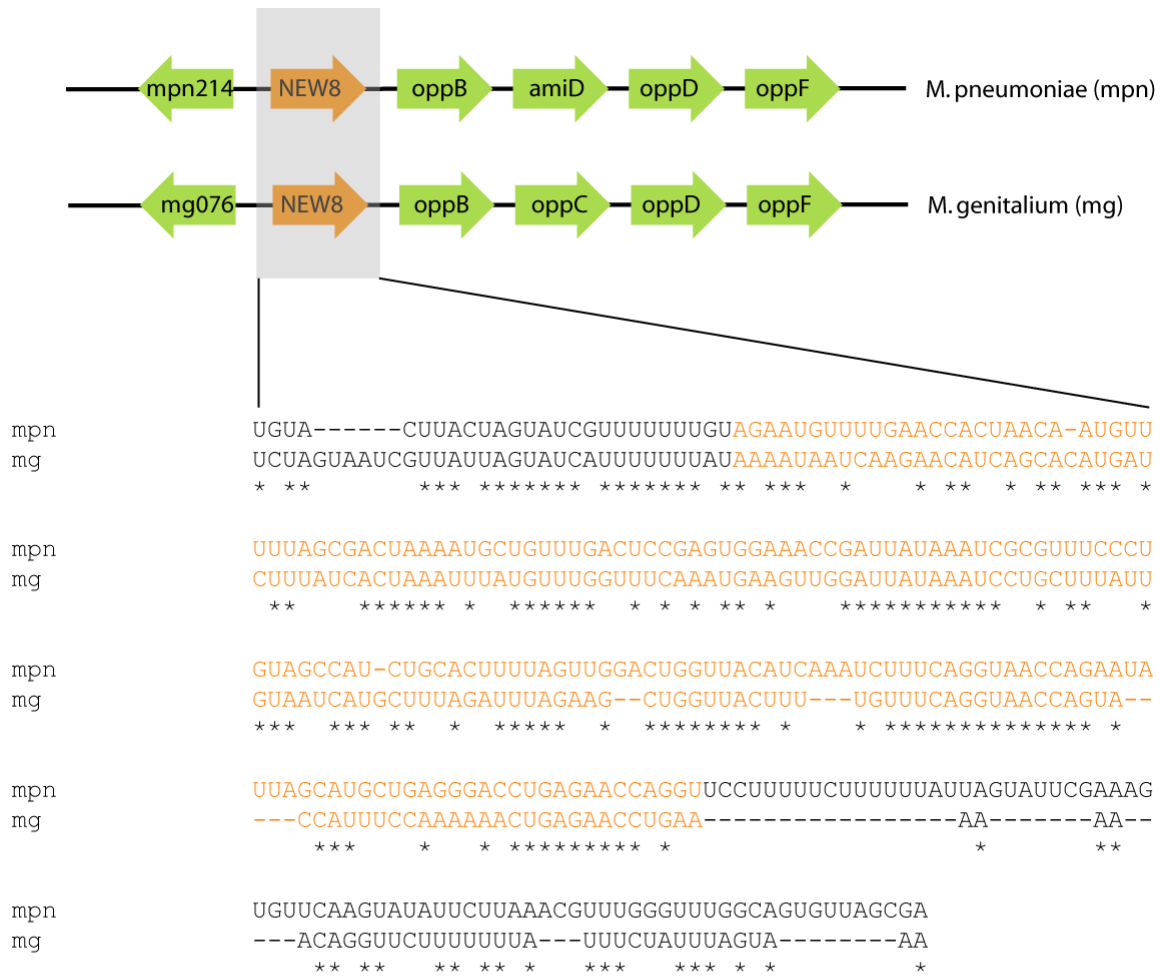 mpn214 NEW8 oppB amiD oppD oppF M. pneumoniae (mpn)
mg076 NEW8 oppB oppC oppD oppF M. genitalium (mg)
mpn UGUA------CUUACUAGUAUCGUUUUUUUGUAGAAUGUUUUGAACCACUAACA-AUGUU
mg UCUAGUAAUCGUUAUUAGUAUCAUUUUUUUAUAAAAUAAUCAAGAACAUCAGCACAUGAU
* ** *** ******* ******* ** *** * * ** * ** *** *
mpn UUUAGCGACUAAAAUGCUGUUUGACUCCGAGUGGAAACCGAUUAUAAAUCGCGUUUCCCU
mg CUUUAUCACUAAAUUUAUGUUUGGUUUCAAAUGAAGUUGGAUUAUAAAUCCUGCUUUAUU
** ****** * ****** * * * ** * *********** * ** *
mpn GUAGCCAU-CUGCACUUUUAGUUGGACUGGUUACAUCAAAUCUUUCAGGUAACCAGAAUA
mg GUAAUCAUGCUUUAGAUUUAGAAG--CUGGUUACUUU---UGUUUCAGGUAACCAGUA--
*** *** ** * ***** * ******** * * ************** *
mpn UUAGCAUGCUGAGGGACCUGAGAACCAGGUUCCUUUUUCUUUUUUAUUAGUAUUCGAAAG
mg ---CCAUUUCCAAAAAACUGAGAACCUGAA-----------------AA-------AA--
*** * * ********* * * **
mpn UGUUCAAGUAUAUUCUUAAACGUUUGGGUUUGGCAGUGUUAGCGA
mg ---ACAGGUUCUUUUUUUA---UUUCUAUUUAGUA--------AA
** ** ** ** * *** *** * * *